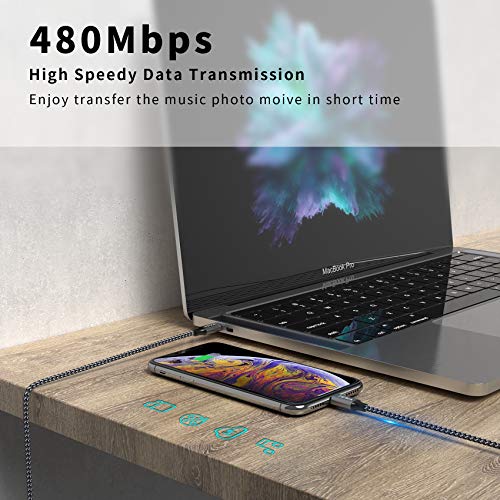 480Mbps
High Speedy Data Transmission
Enjoy transfer the music photo moive in short time
MacBook Pro